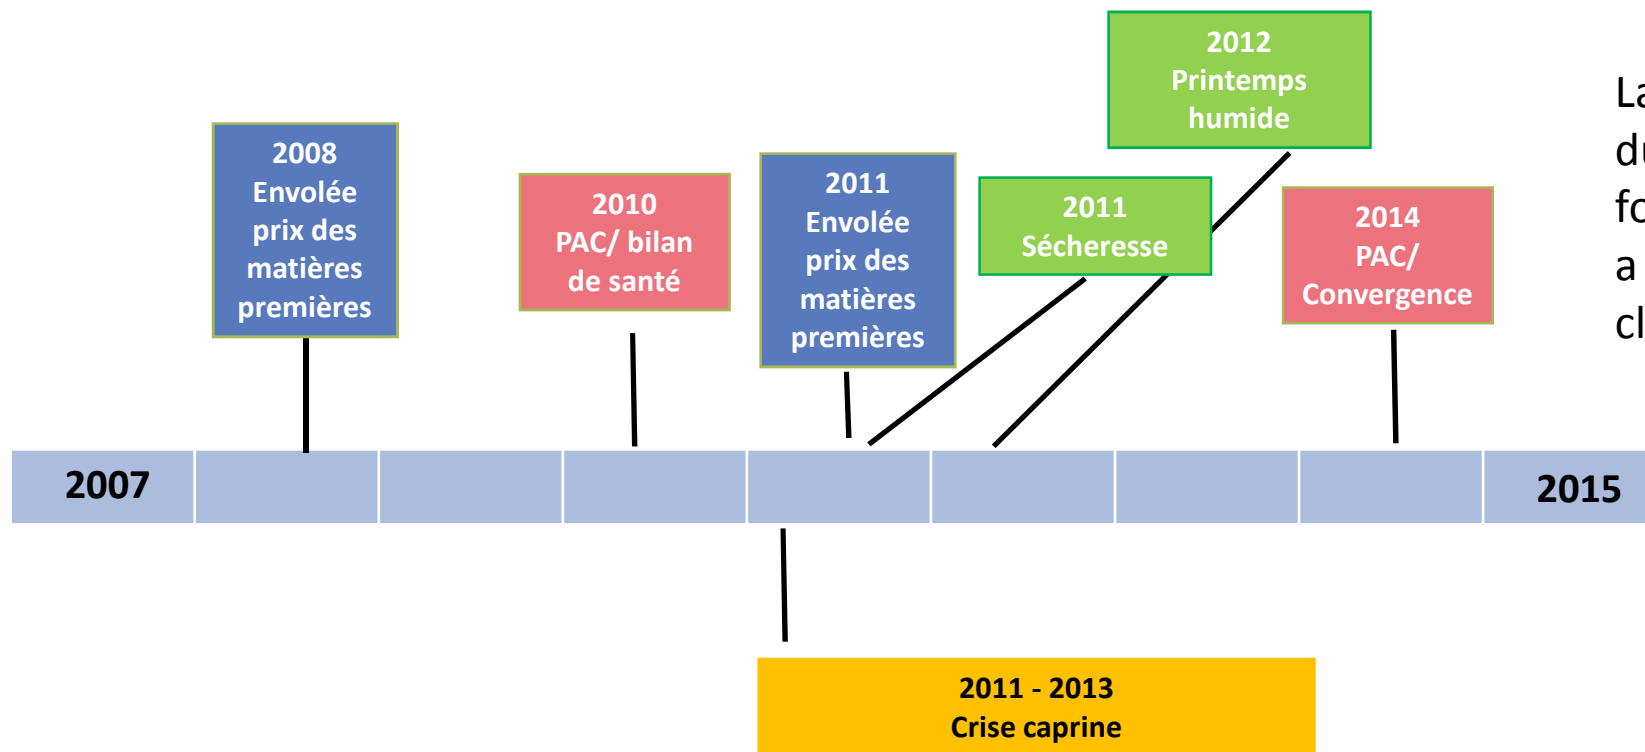 2012
Printemps
humide
2008
Envolée
prix des
matières
premières
2010
PAC/ bilan
de santé
2011
Envolée
prix des
matières
premières
2011
Sécheresse
2014
PAC/
Convergence
La
a
2007
2015
2011 - 2013
Crise caprine